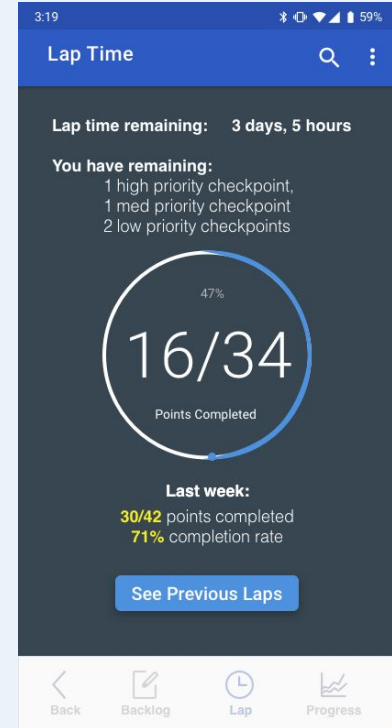 3:19 59%
Lap Time
Lap time remaining: 3 days, 5 hours
You have remaining:
1 high priority checkpoint,
1 med priority checkpoint
2 low priority checkpoints
47%
16/34
Points Completed
Last week:
30/42 points completed
71% completion rate
See Previous Laps
Back Backlog Lap Progress